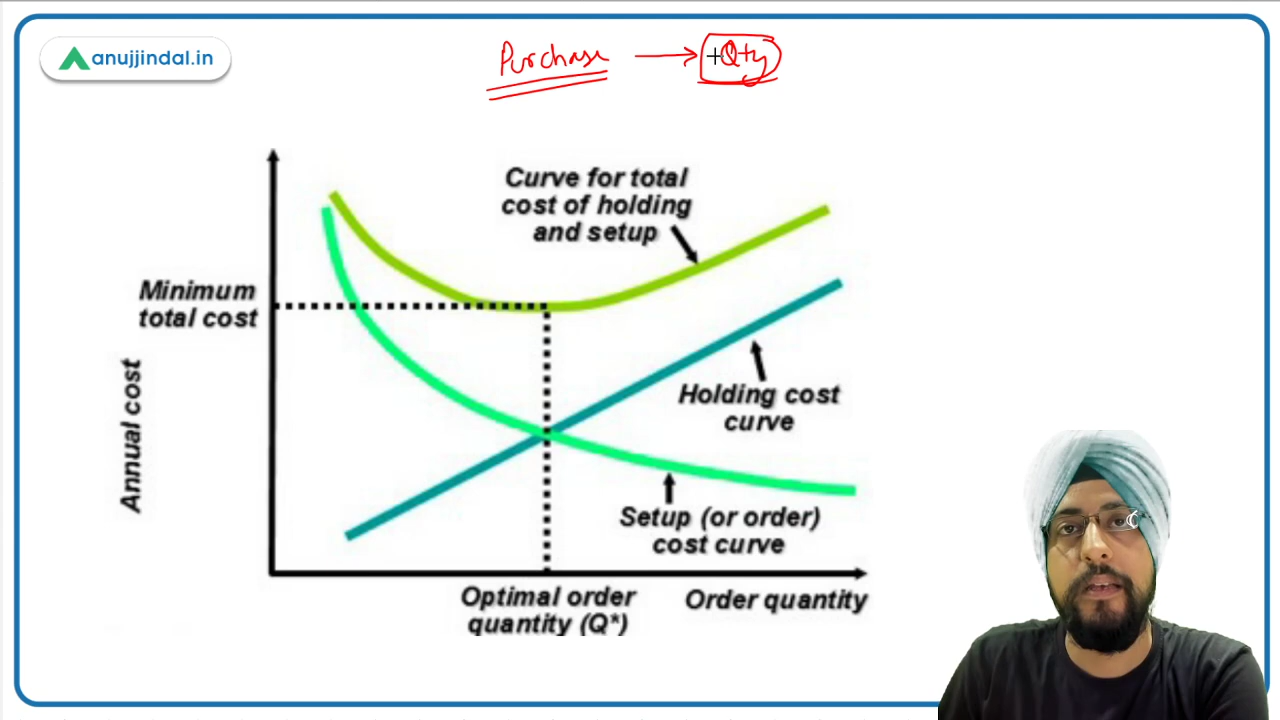 anujjindal.in
Purchase → Qty
Curve for total
cost of holding
and setup
Minimum
total cost
Annual cost
Holding cost
curve
Setup (or order)
cost curve
Optimal order
quantity (Q*)
Order quantity